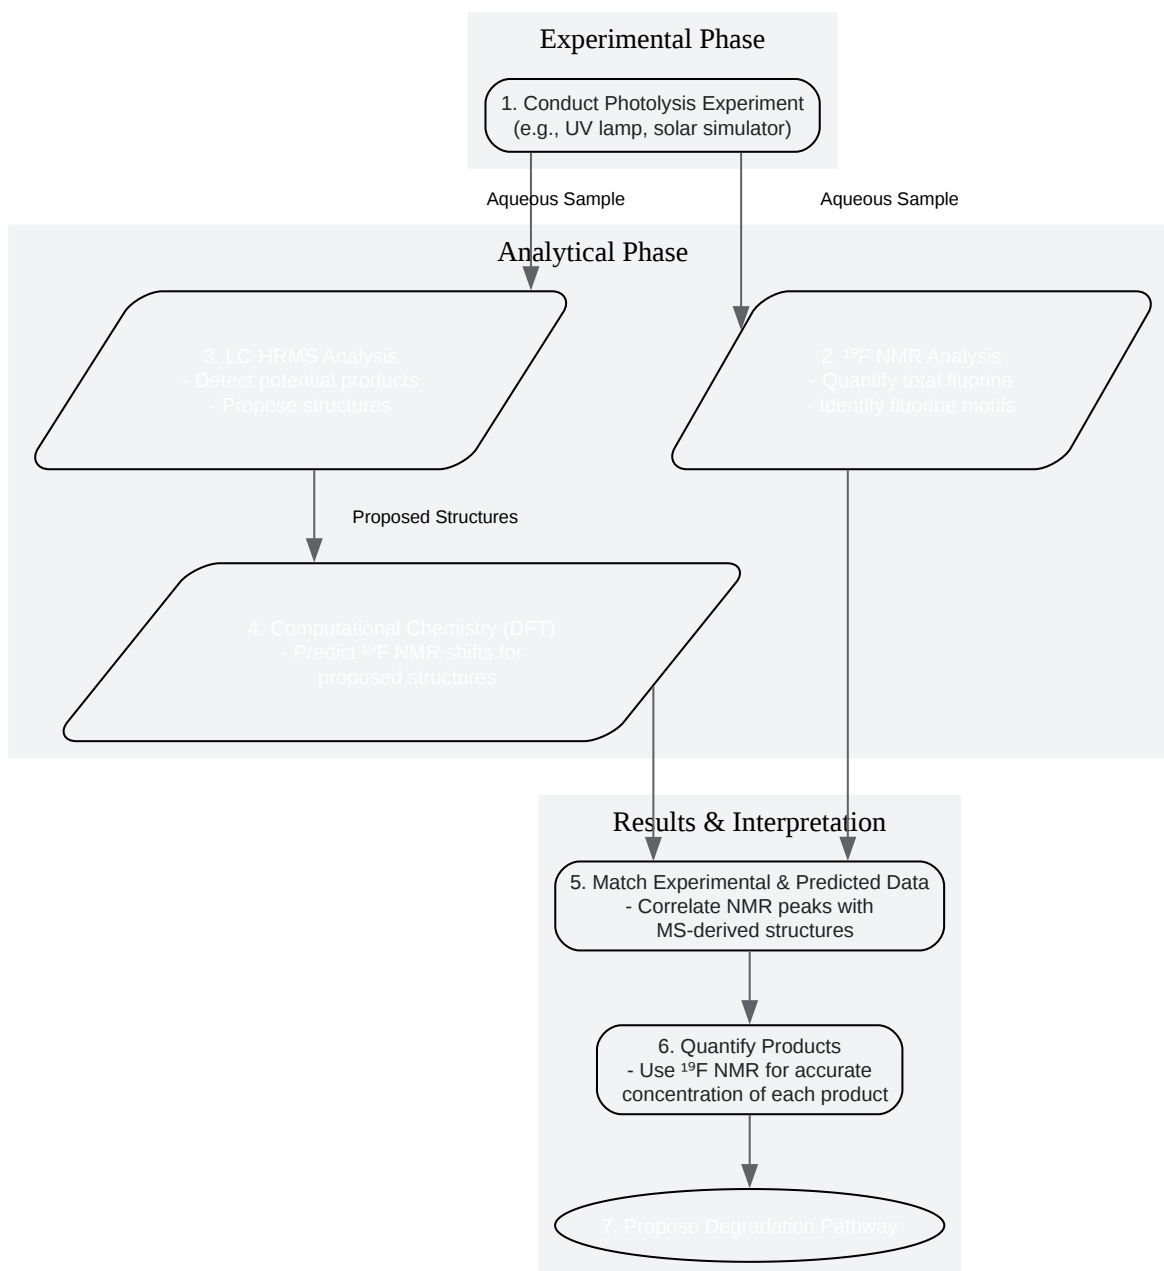 Experimental Phase
1. Conduct Photolysis Experiment
(e.g., UV lamp, solar simulator)
Aqueous Sample
Aqueous Sample
Analytical Phase
3. LC-HRMS Analysis
- Detect potential products
- Propose structures
2. ¹⁹F NMR Analysis
- Quantify total fluorine
- Identify fluorine motifs
Proposed Structures
4. Computational Chemistry (DFT)
- Predict ¹⁹F NMR shifts for
proposed structures
Results & Interpretation
5. Match Experimental & Predicted Data
- Correlate NMR peaks with
MS-derived structures
6. Quantify Products
- Use ¹⁹F NMR for accurate
concentration of each product
7. Propose Degradation Pathway